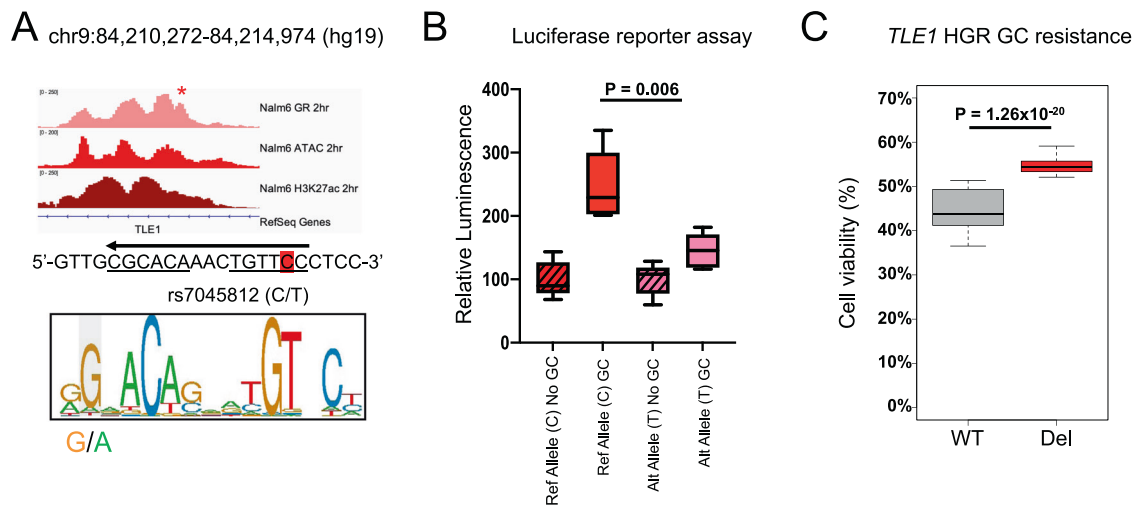 A
chr9:84,210,272-84,214,974 (hg19)
[0 - 250]
*
Nalm6 GR 2hr
[0 - 200]
Nalm6 ATAC 2hr
[0 - 250]
Nalm6 H3K27ac 2hr
RefSeq Genes
TLE1
5'-GTTGCGCACAAACTGTTCCCTCC-3'
rs7045812 (C/T)
G/A
B
Luciferase reporter assay
P = 0.006
Relative Luminescence
400
300
200
100
0
Ref Allele (C) No GC
Ref Allele (C) GC
Alt Allele (T) No GC
Alt Allele (T) GC
C
TLE1 HGR GC resistance
P = 1.26x10⁻²⁰
Cell viability (%)
70%
60%
50%
40%
30%
20%
10%
0%
WT
Del